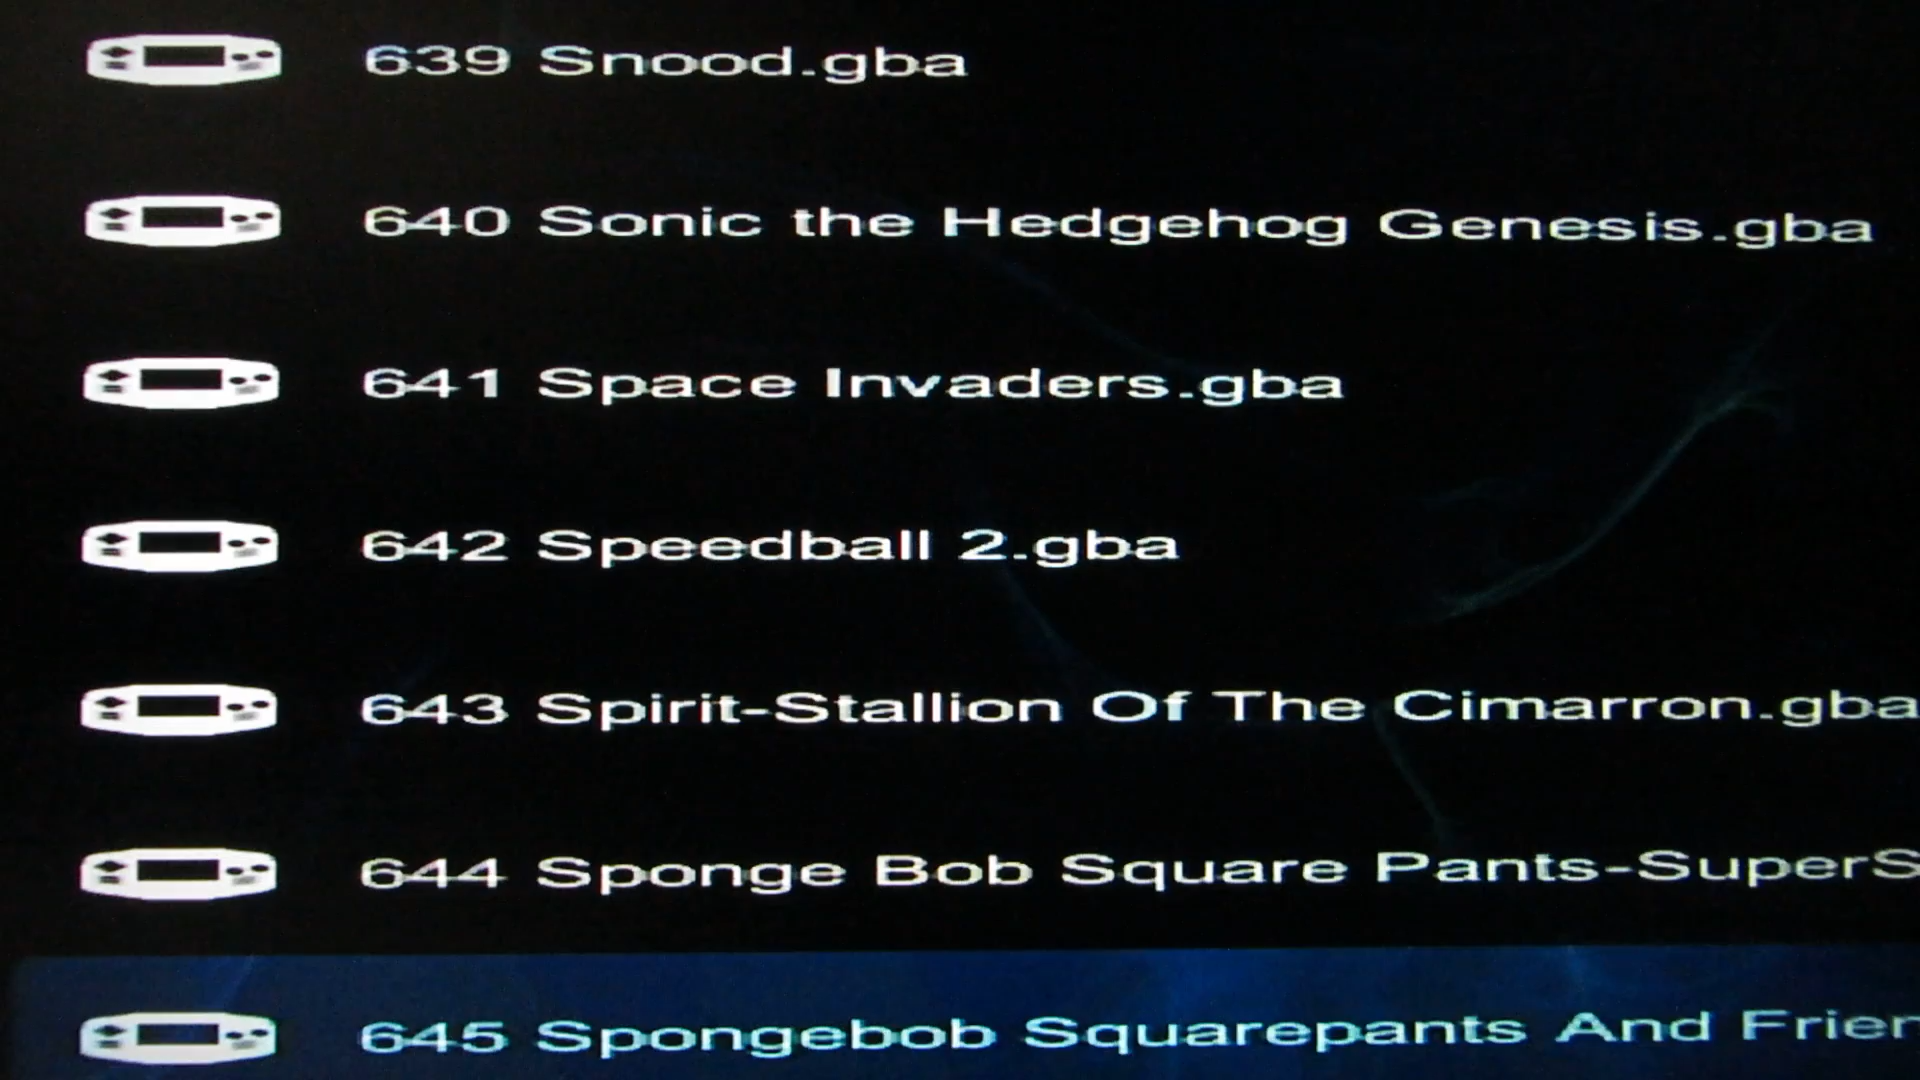 639 Snood.gba
640 Sonic the Hedgehog Genesis.gba
641 Space Invaders.gba
642 Speedball 2.gba
643 Spirit-Stallion Of The Cimarron.gba
644 Sponge Bob Square Pants-SuperS
645 Spongebob Squarepants And Frien